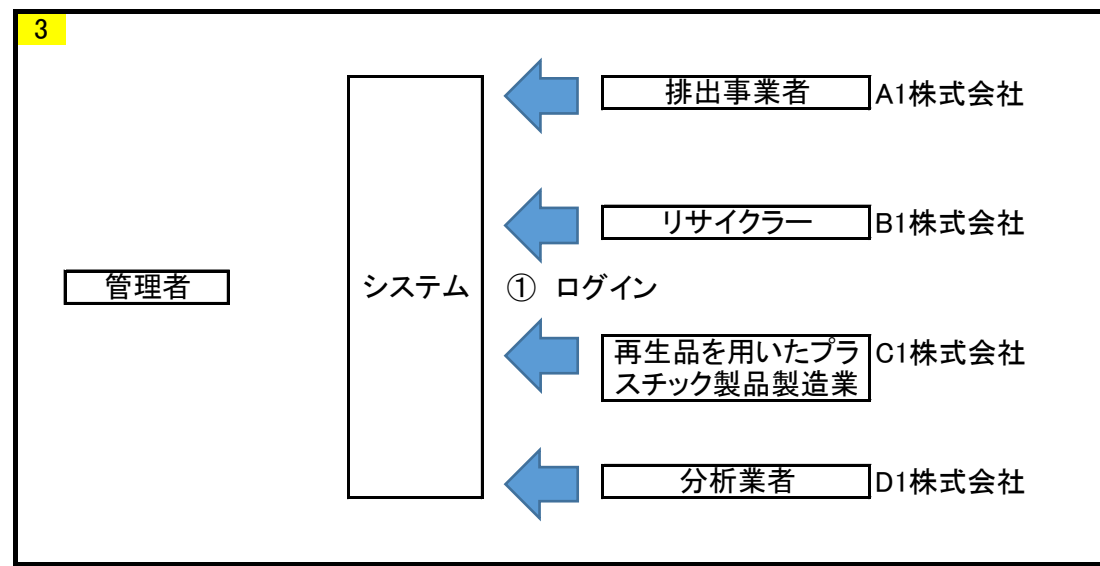 3
排出事業者 A1株式会社
リサイクラー B1株式会社
管理者 システム ① ログイン
再生品を用いたプラ C1株式会社
スチック製品製造業
分析業者 D1株式会社